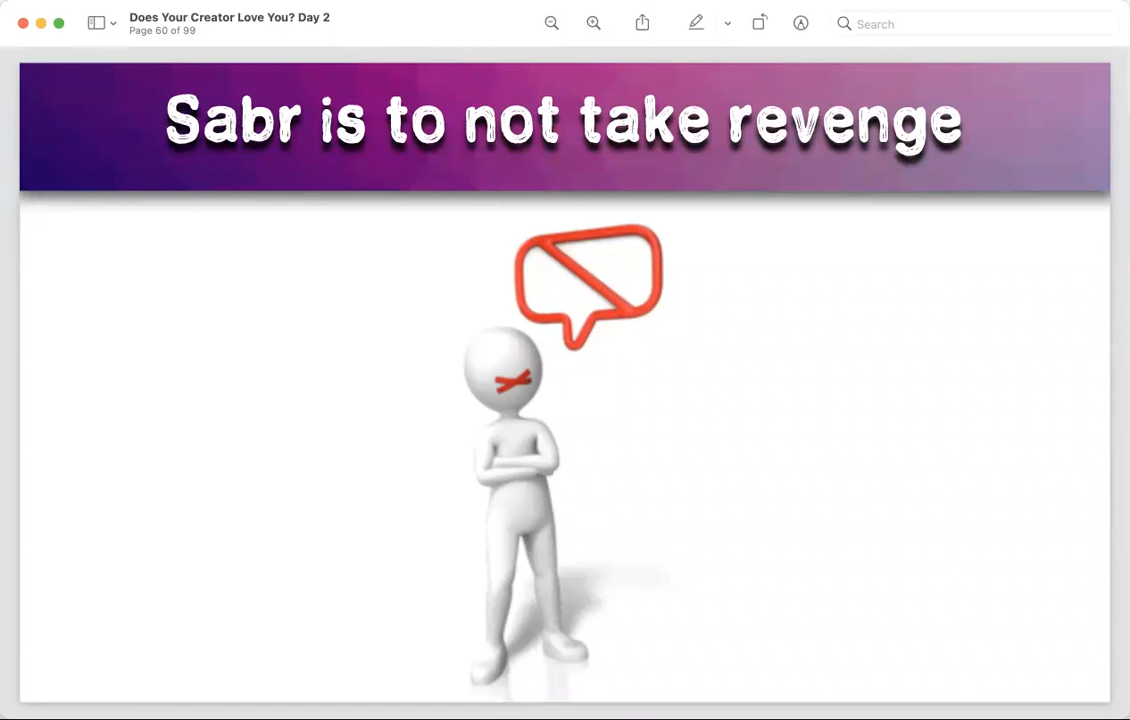 Does Your Creator Love You? Day 2
Page 60 of 99
Search
Sabr is to not take revenge